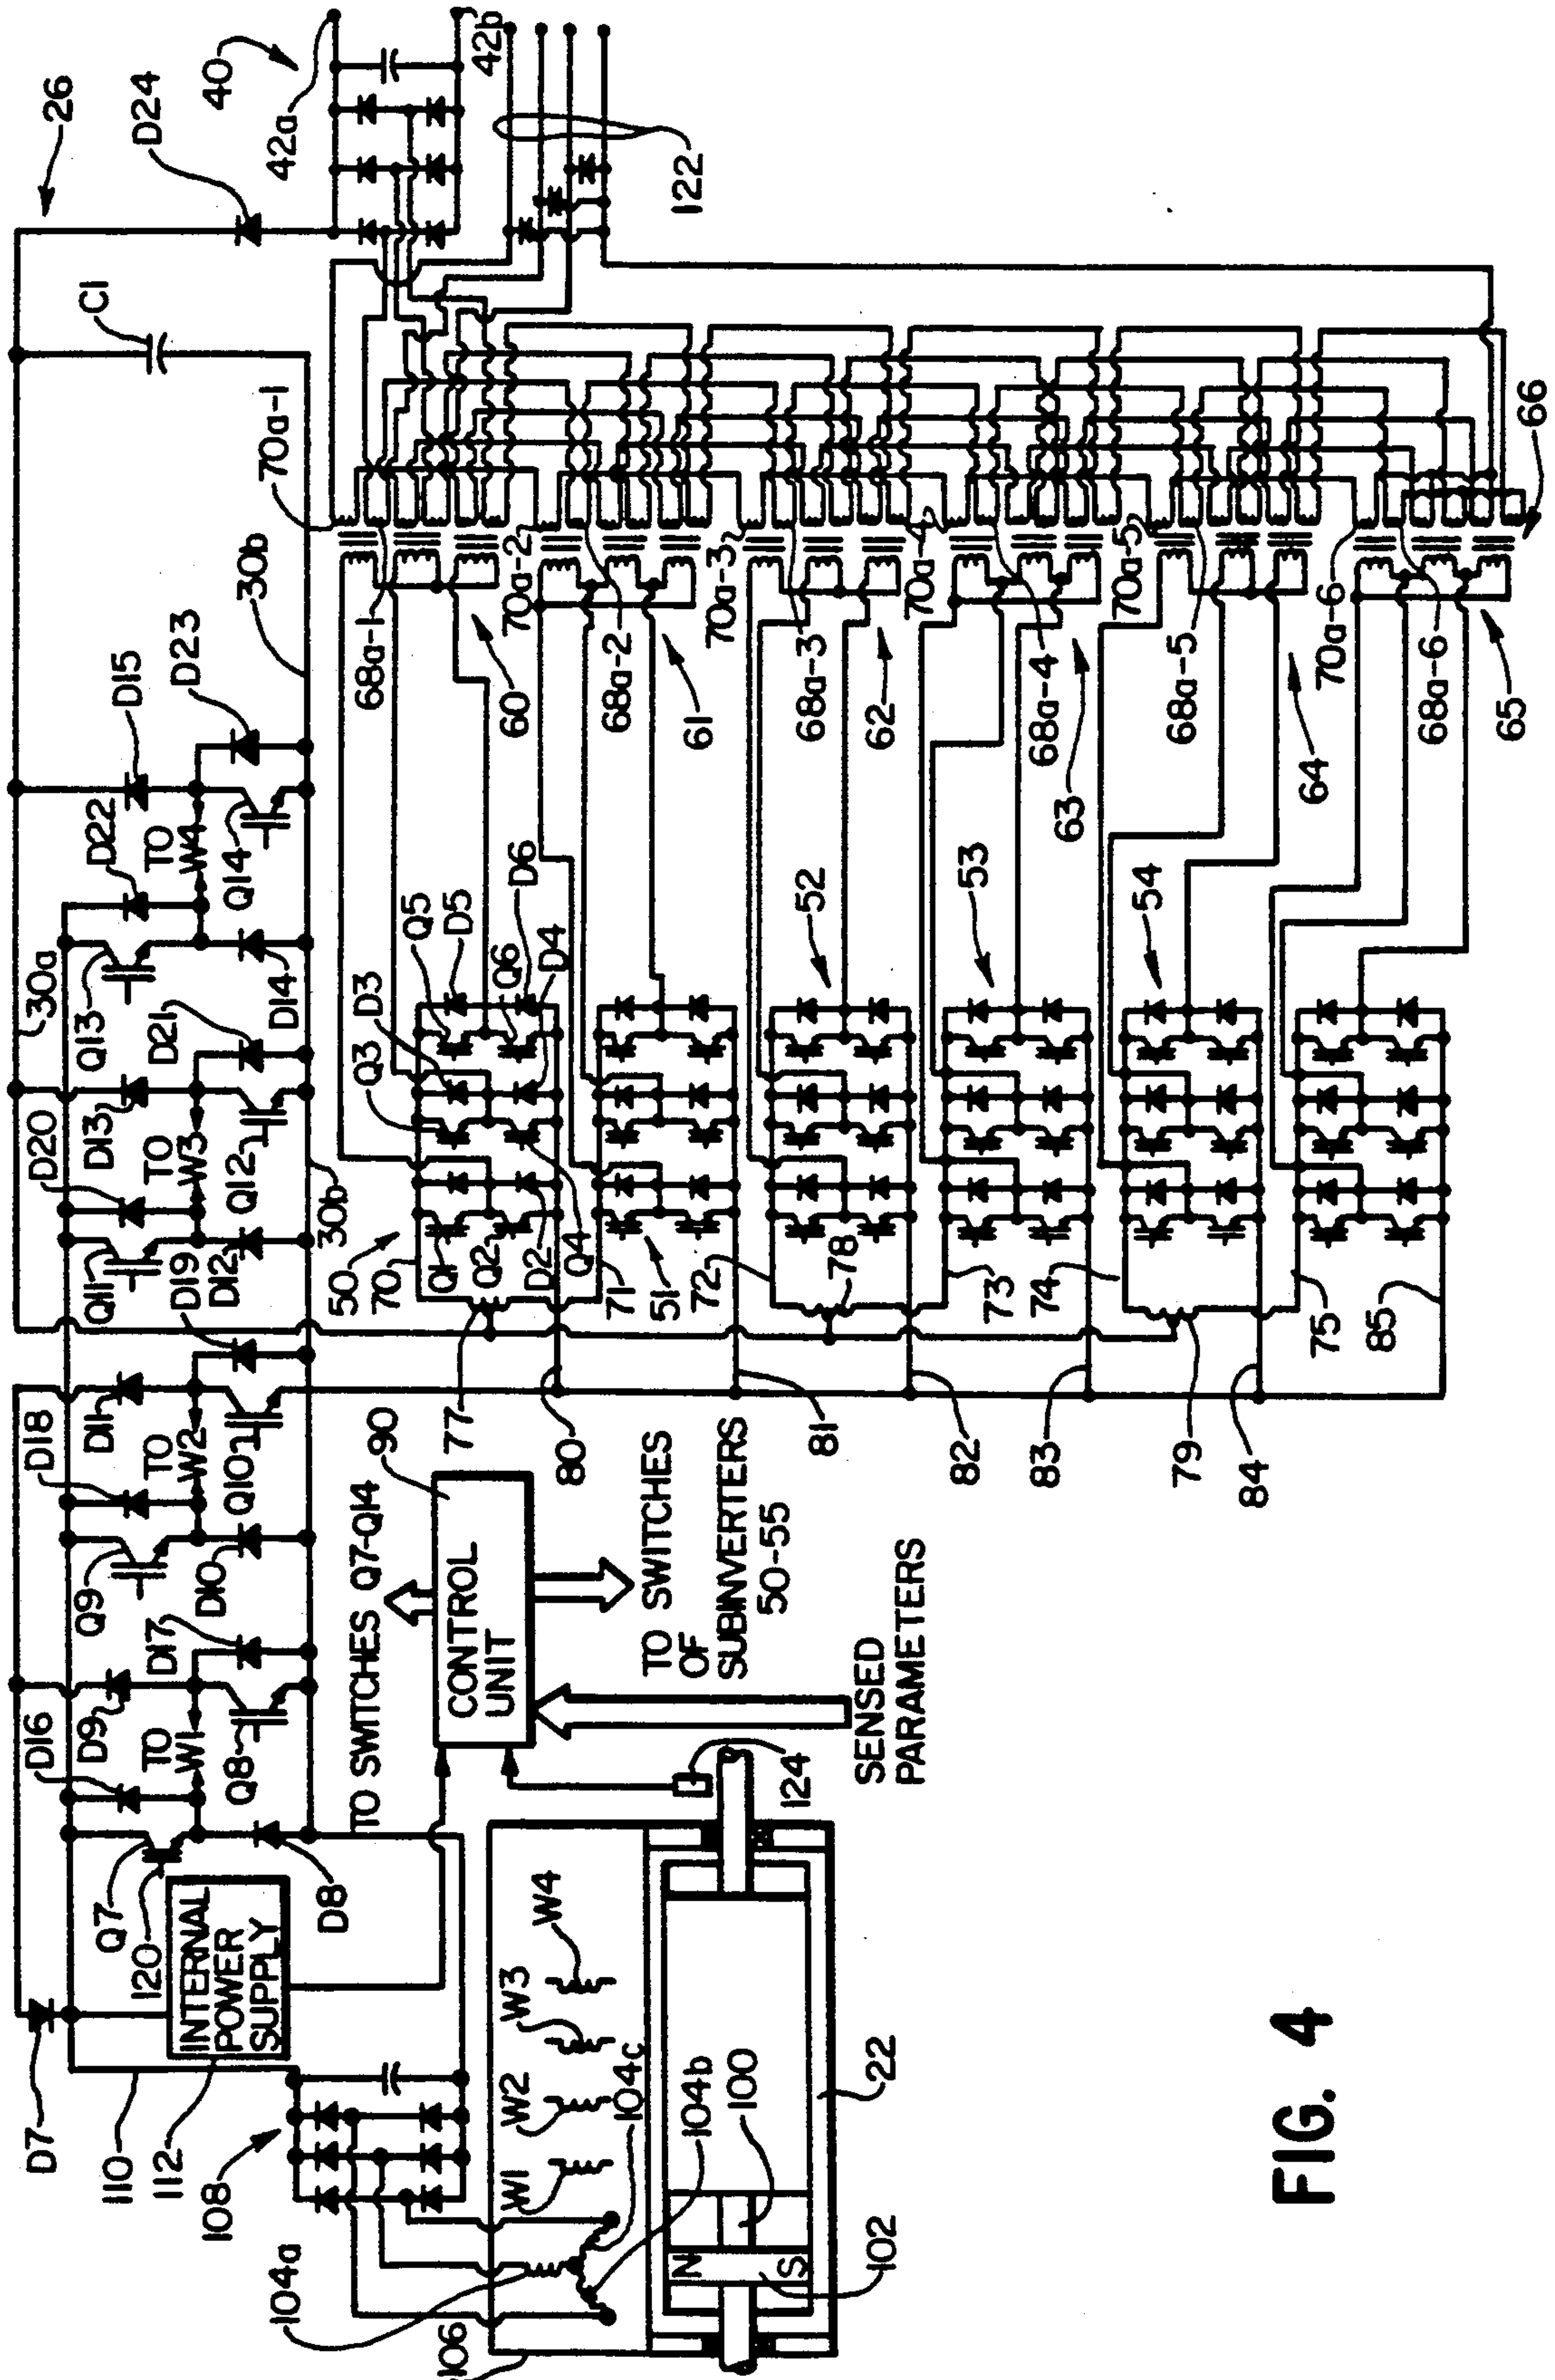 D7
110
112
108
104a
106
INTERNAL
POWER
SUPPLY
Q7
120
D8
D16
D9
TO
W1
Q8
D17
Q9
D10
D18
D11
TO
W2
Q10
D19
Q11
D12
D20
D13
TO
W3
Q12
D21
30b
Q13
30a
D14
D22
TO
W4
Q14
D15
D23
30b
C1
26
D24
40
42a
42b
122
TO SWITCHES Q7-Q14
CONTROL
UNIT
90
TO SWITCHES
OF
SUBINVERTERS
50-55
SENSED
PARAMETERS
124
W1
W2
W3
W4
104c
104b
100
22
102
N
S
77
80
81
82
83
79
84
50
70
Q1
Q2
D2
Q4
Q3
D3
Q5
D5
Q6
D6
D4
71
51
72
78
73
74
75
85
52
53
54
60
61
62
63
64
65
66
68a-1
70a-1
70a-2
68a-2
70a-3
68a-3
70a-4
68a-4
70a-5
68a-5
70a-6
68a-6
FIG. 4